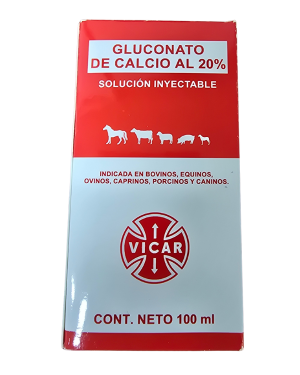 GLUCONATO
DE CALCIO AL 20%
SOLUCIÓN INYECTABLE
INDICADA EN BOVINOS, EQUINOS,
OVINOS, CAPRINOS, PORCINOS Y CANINOS.
VICAR
CONT. NETO 100 ml